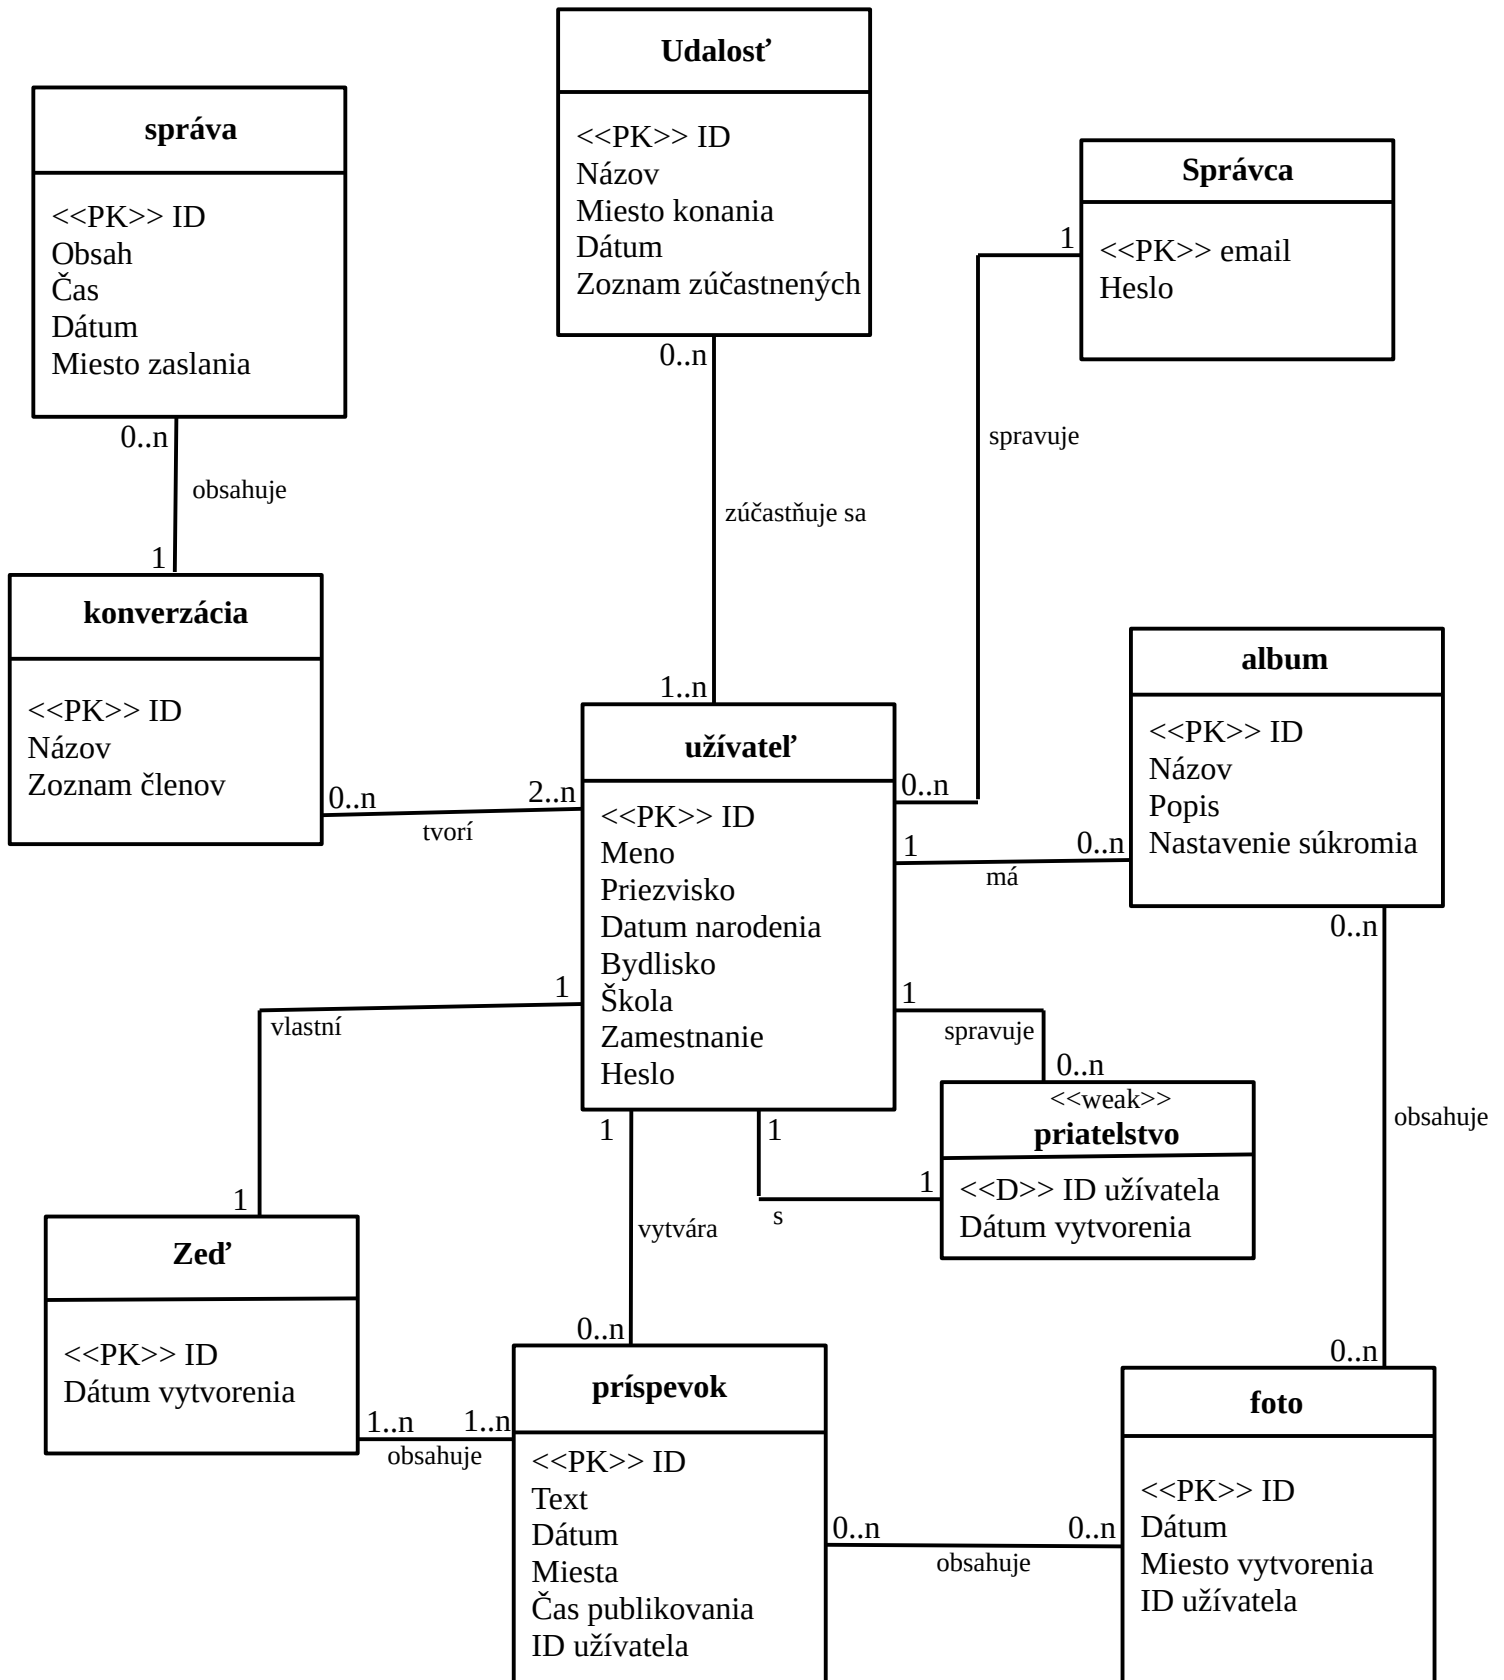 Udalosť
<<PK>> ID
Názov
Miesto konania
Dátum
Zoznam zúčastnených
správa
<<PK>> ID
Obsah
Čas
Dátum
Miesto zaslania
Správca
<<PK>> email
Heslo
1
0..n
0..n
spravuje
obsahuje
zúčastňuje sa
1
konverzácia
<<PK>> ID
Názov
Zoznam členov
album
<<PK>> ID
Názov
Popis
Nastavenie súkromia
1..n
užívateľ
<<PK>> ID
Meno
Priezvisko
Datum narodenia
Bydlisko
Škola
Zamestnanie
Heslo
0..n
2..n
tvorí
0..n
1
0..n
má
0..n
1
vlastní
1
spravuje
0..n
<<weak>>
priatelstvo
<<D>> ID užívatela
Dátum vytvorenia
obsahuje
1
1
1
s
1
vytvára
Zeď
<<PK>> ID
Dátum vytvorenia
0..n
0..n
príspevok
<<PK>> ID
Text
Dátum
Miesta
Čas publikovania
ID užívatela
1..n
1..n
obsahuje
foto
<<PK>> ID
Dátum
Miesto vytvorenia
ID užívatela
0..n
0..n
obsahuje